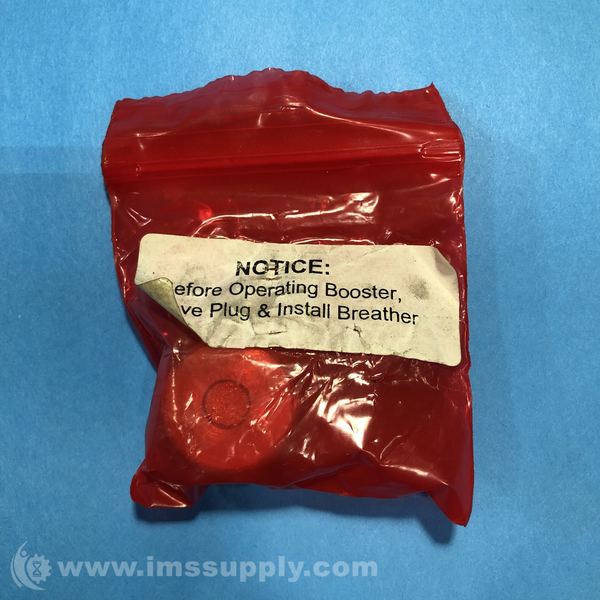 NOTICE:
efore Operating Booster,
ve Plug & Install Breather
www.imssupply.com